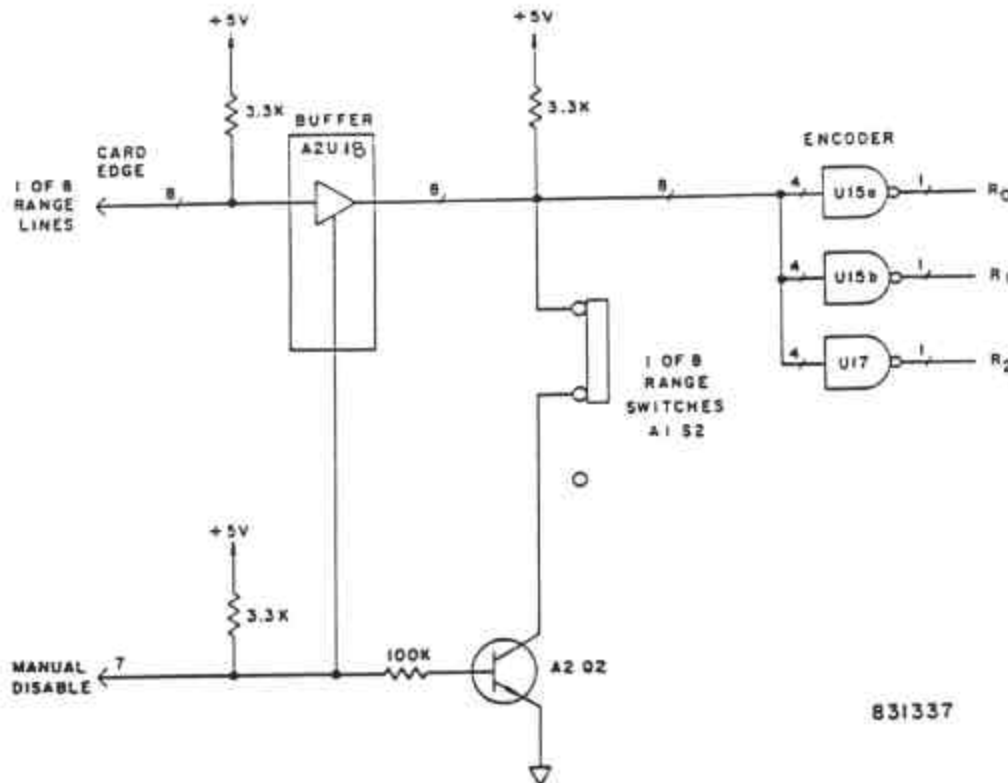 +5V
+5V
3.3K
3.3K
BUFFER
A2U18
ENCODER
CARD
EDGE
1 OF 8
RANGE
LINES
8
8
8
4
U15a
1
R0
4
U15b
1
R1
4
U17
1
R2
1 OF 8
RANGE
SWITCHES
A1 S2
+5V
3.3K
MANUAL
DISABLE
7
100K
A2 Q2
831337